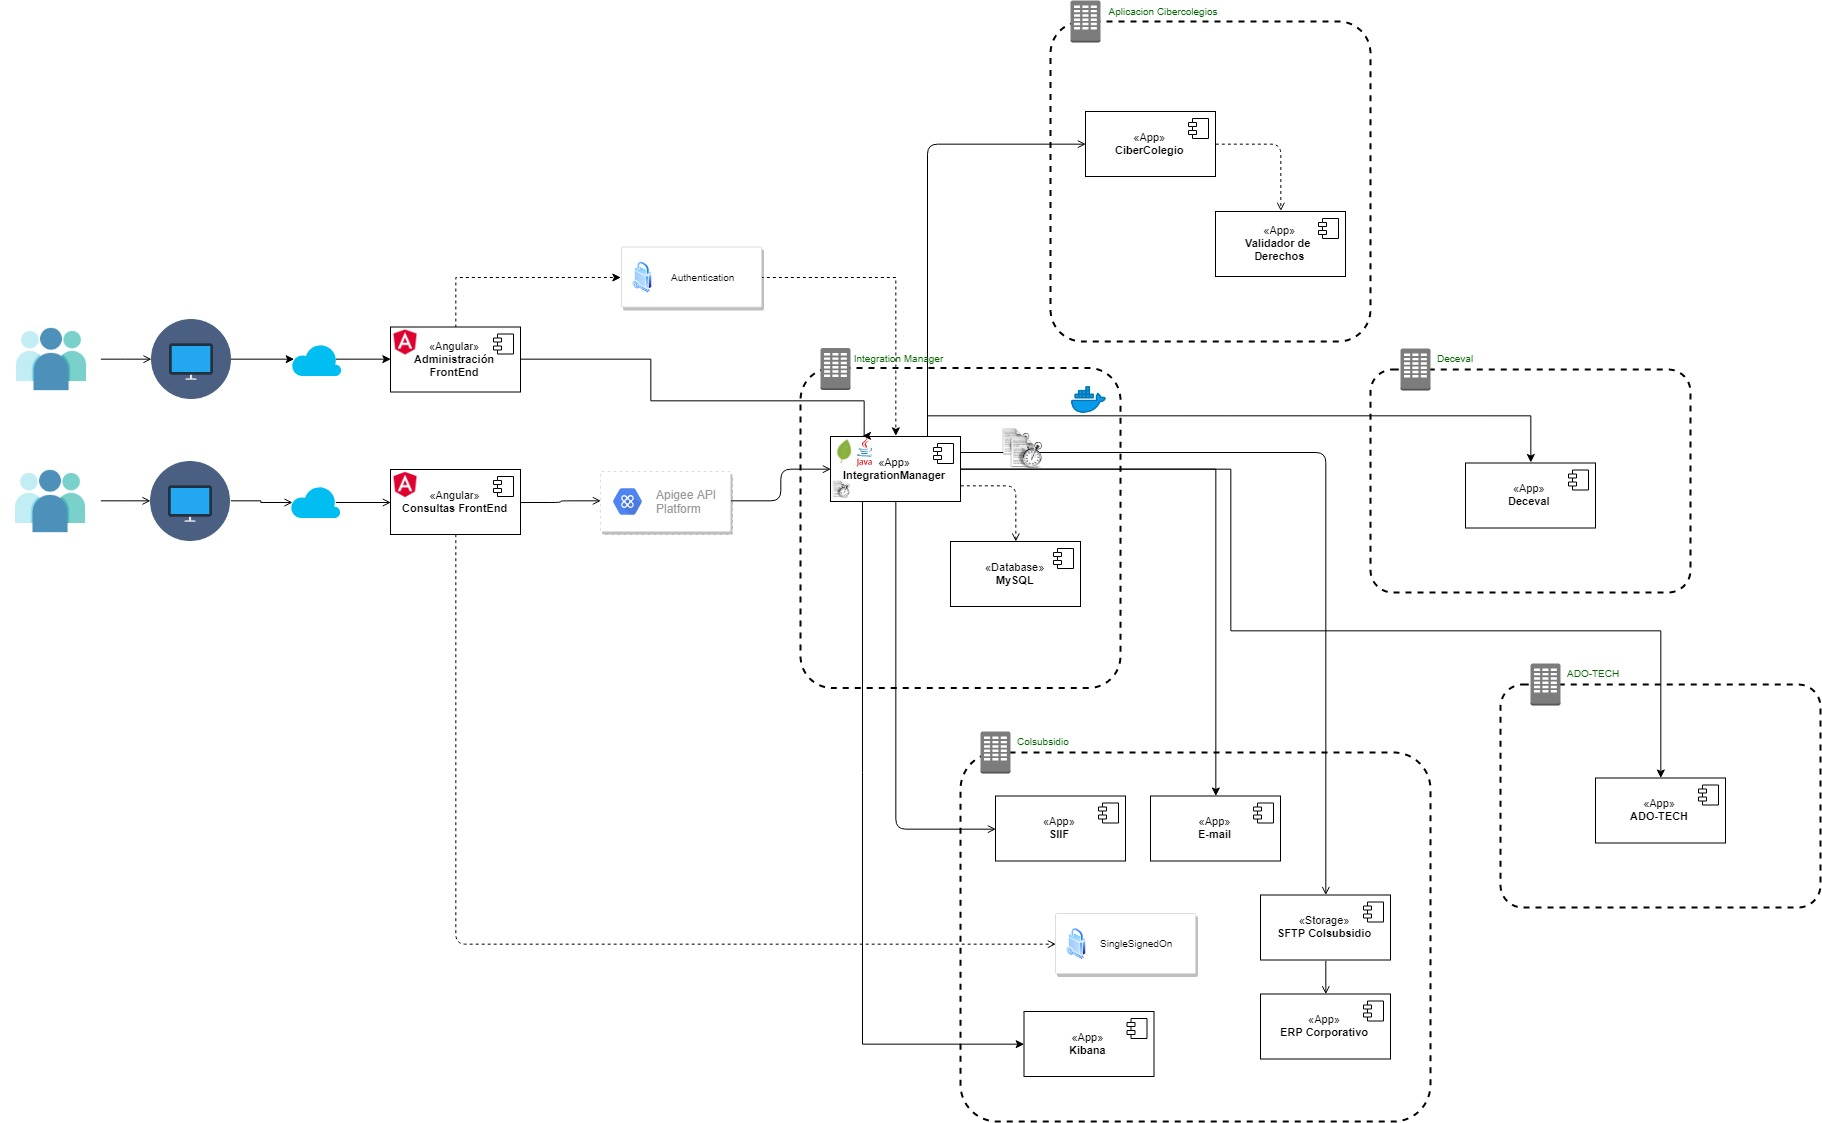 Aplicacion Cibercolegios
«App»
CiberColegio
«App»
Validador de
Derechos
Authentication
«Angular»
Administración
FrontEnd
Integration Manager
Deceval
«Angular»
Consultas FrontEnd
Apigee API
Platform
Java
«App»
IntegrationManager
«App»
Deceval
«Database»
MySQL
ADO-TECH
«App»
ADO-TECH
Colsubsidio
«App»
SIIF
«App»
E-mail
«Storage»
SFTP Colsubsidio
SingleSignedOn
«App»
Kibana
«App»
ERP Corporativo